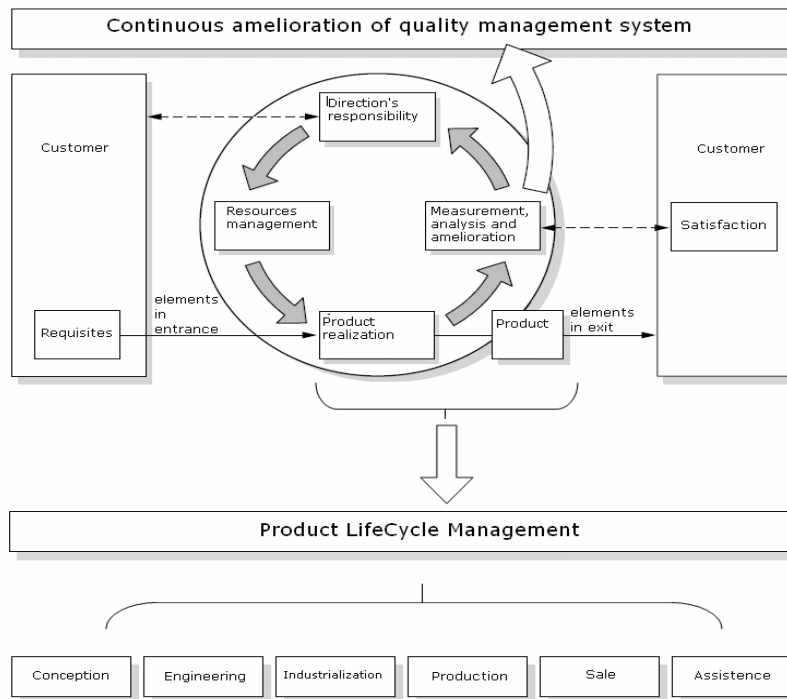 Continuous amelioration of quality management system
Customer
Direction's
responsibility
Customer
Resources
management
Measurement,
analysis and
amelioration
Satisfaction
elements
in
entrance
Requisites
Product
realization
Product
elements
in exit
Product LifeCycle Management
Conception
Engineering
Industrialization
Production
Sale
Assistence